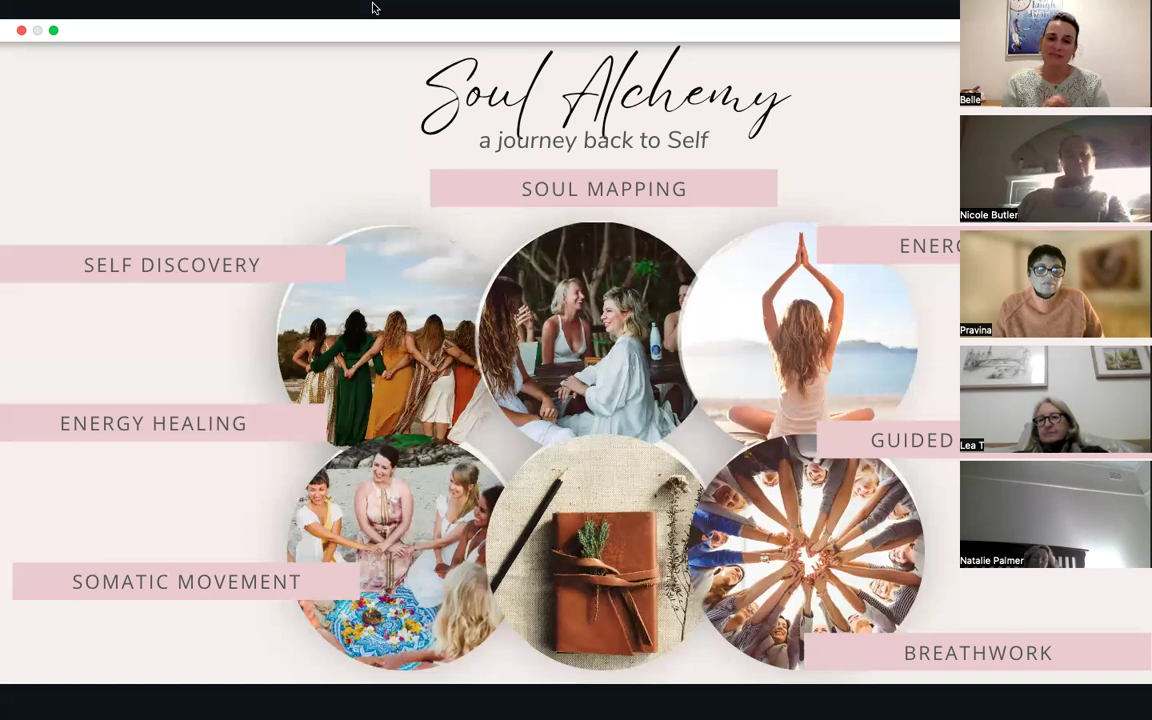 Soul Alchemy
a journey back to Self
SOUL MAPPING
SELF DISCOVERY
ENERGY HEALING
GUIDED
SOMATIC MOVEMENT
BREATHWORK
Belle
Nicole Butler
Pravina
Lea T
Natalie Palmer